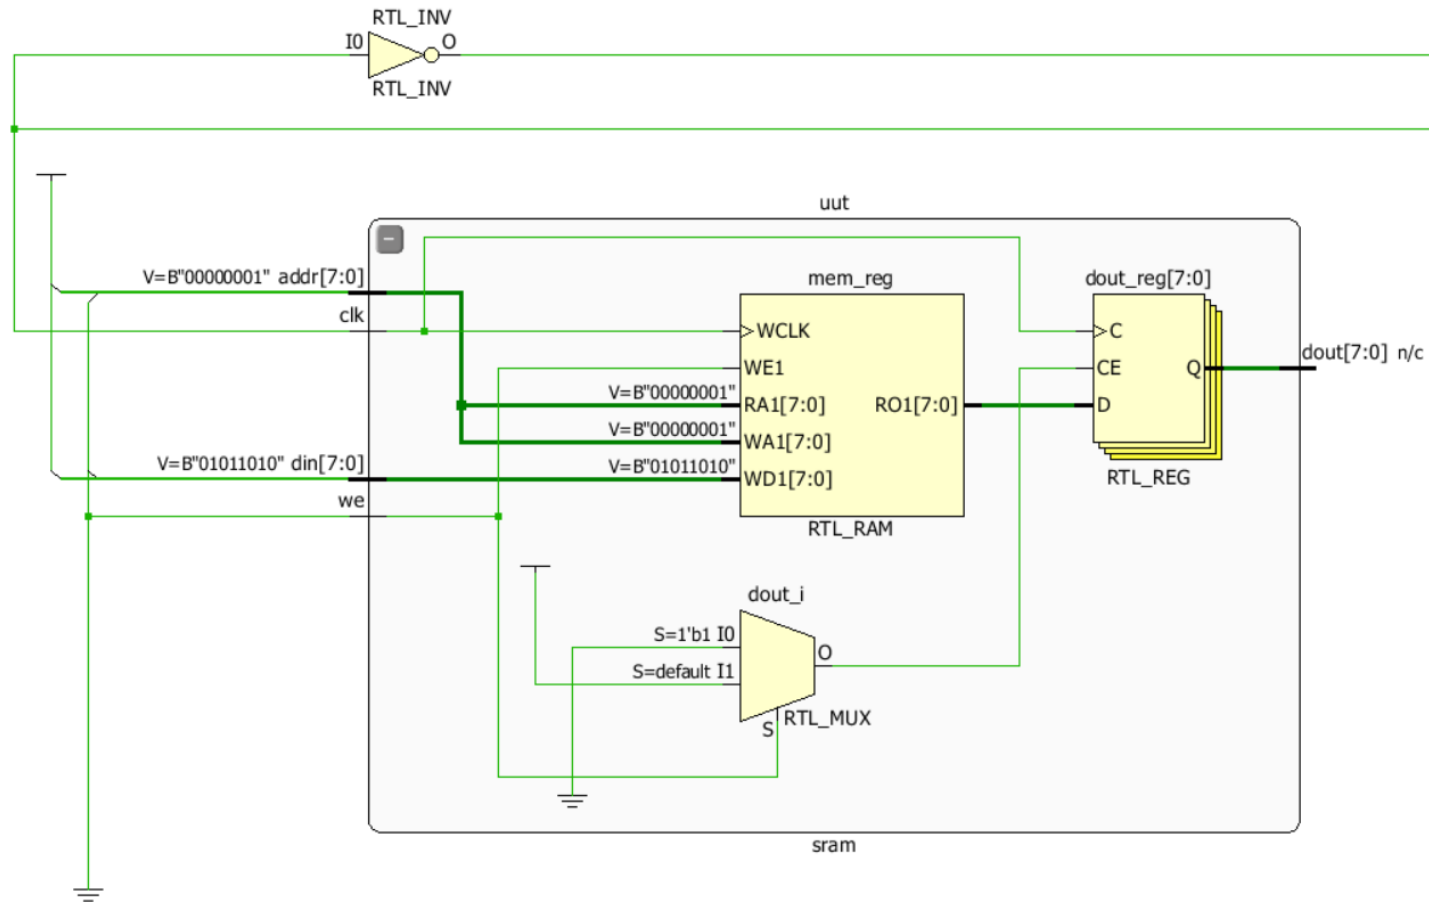 RTL_INV
I0
O
RTL_INV
uut
−
V=B"00000001" addr[7:0]
mem_reg
dout_reg[7:0]
clk
WCLK
C
dout[7:0] n/c
WE1
CE
Q
V=B"00000001"
RA1[7:0]
RO1[7:0]
D
V=B"00000001"
WA1[7:0]
V=B"01011010" din[7:0]
V=B"01011010"
WD1[7:0]
RTL_REG
we
RTL_RAM
dout_i
S=1'b1 I0
O
S=default I1
RTL_MUX
S
sram